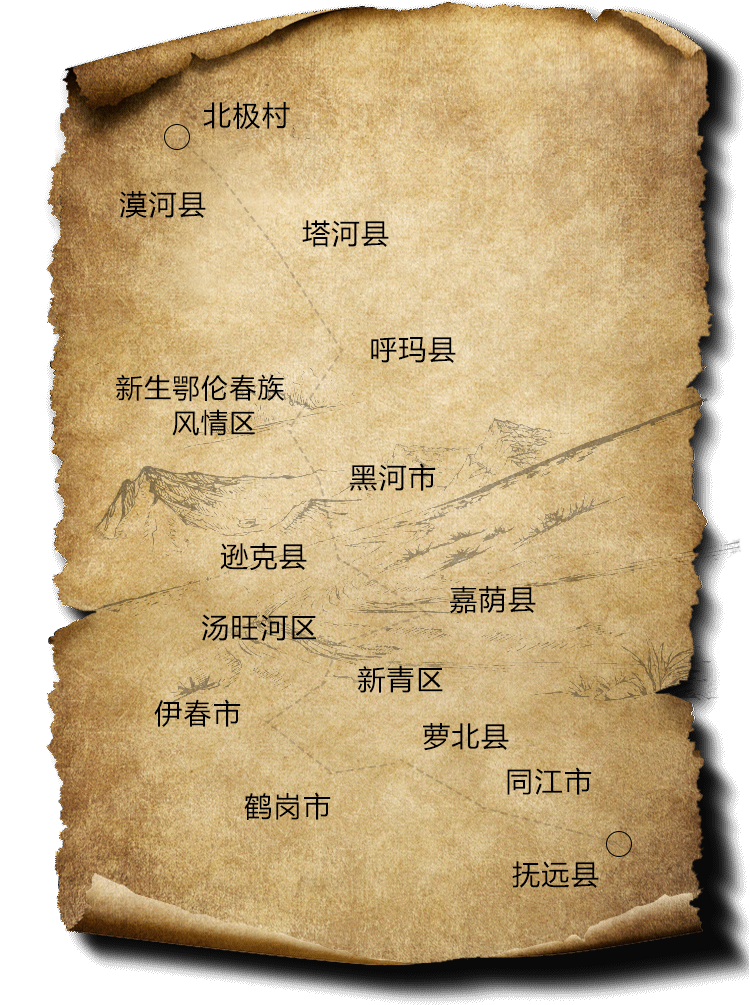 北极村
漠河县
塔河县
呼玛县
新生鄂伦春族
风情区
黑河市
逊克县
嘉荫县
汤旺河区
新青区
伊春市
萝北县
同江市
鹤岗市
抚远县